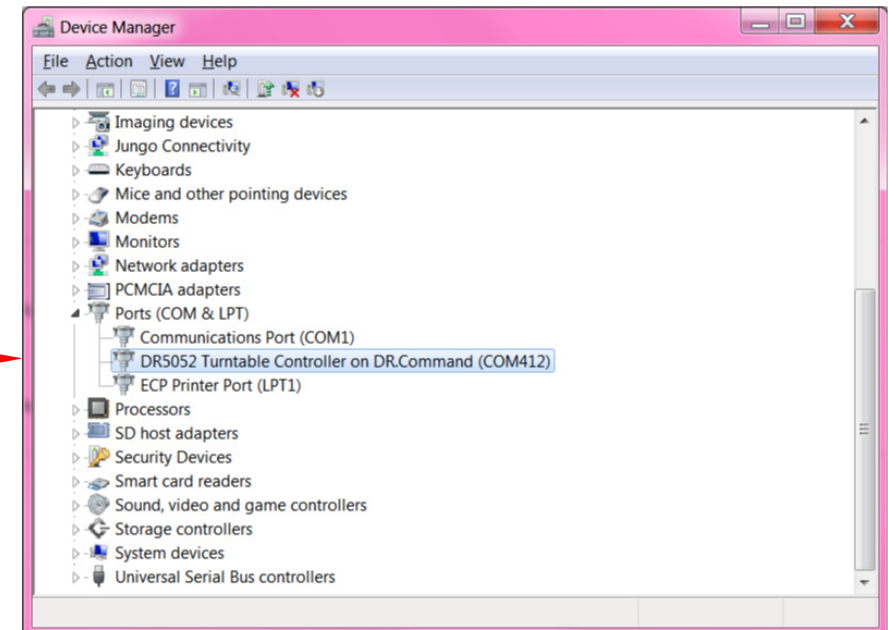 Device Manager
File Action View Help
Imaging devices
Jungo Connectivity
Keyboards
Mice and other pointing devices
Modems
Monitors
Network adapters
PCMCIA adapters
Ports (COM & LPT)
Communications Port (COM1)
DR5052 Turntable Controller on DR.Command (COM412)
ECP Printer Port (LPT1)
Processors
SD host adapters
Security Devices
Smart card readers
Sound, video and game controllers
Storage controllers
System devices
Universal Serial Bus controllers